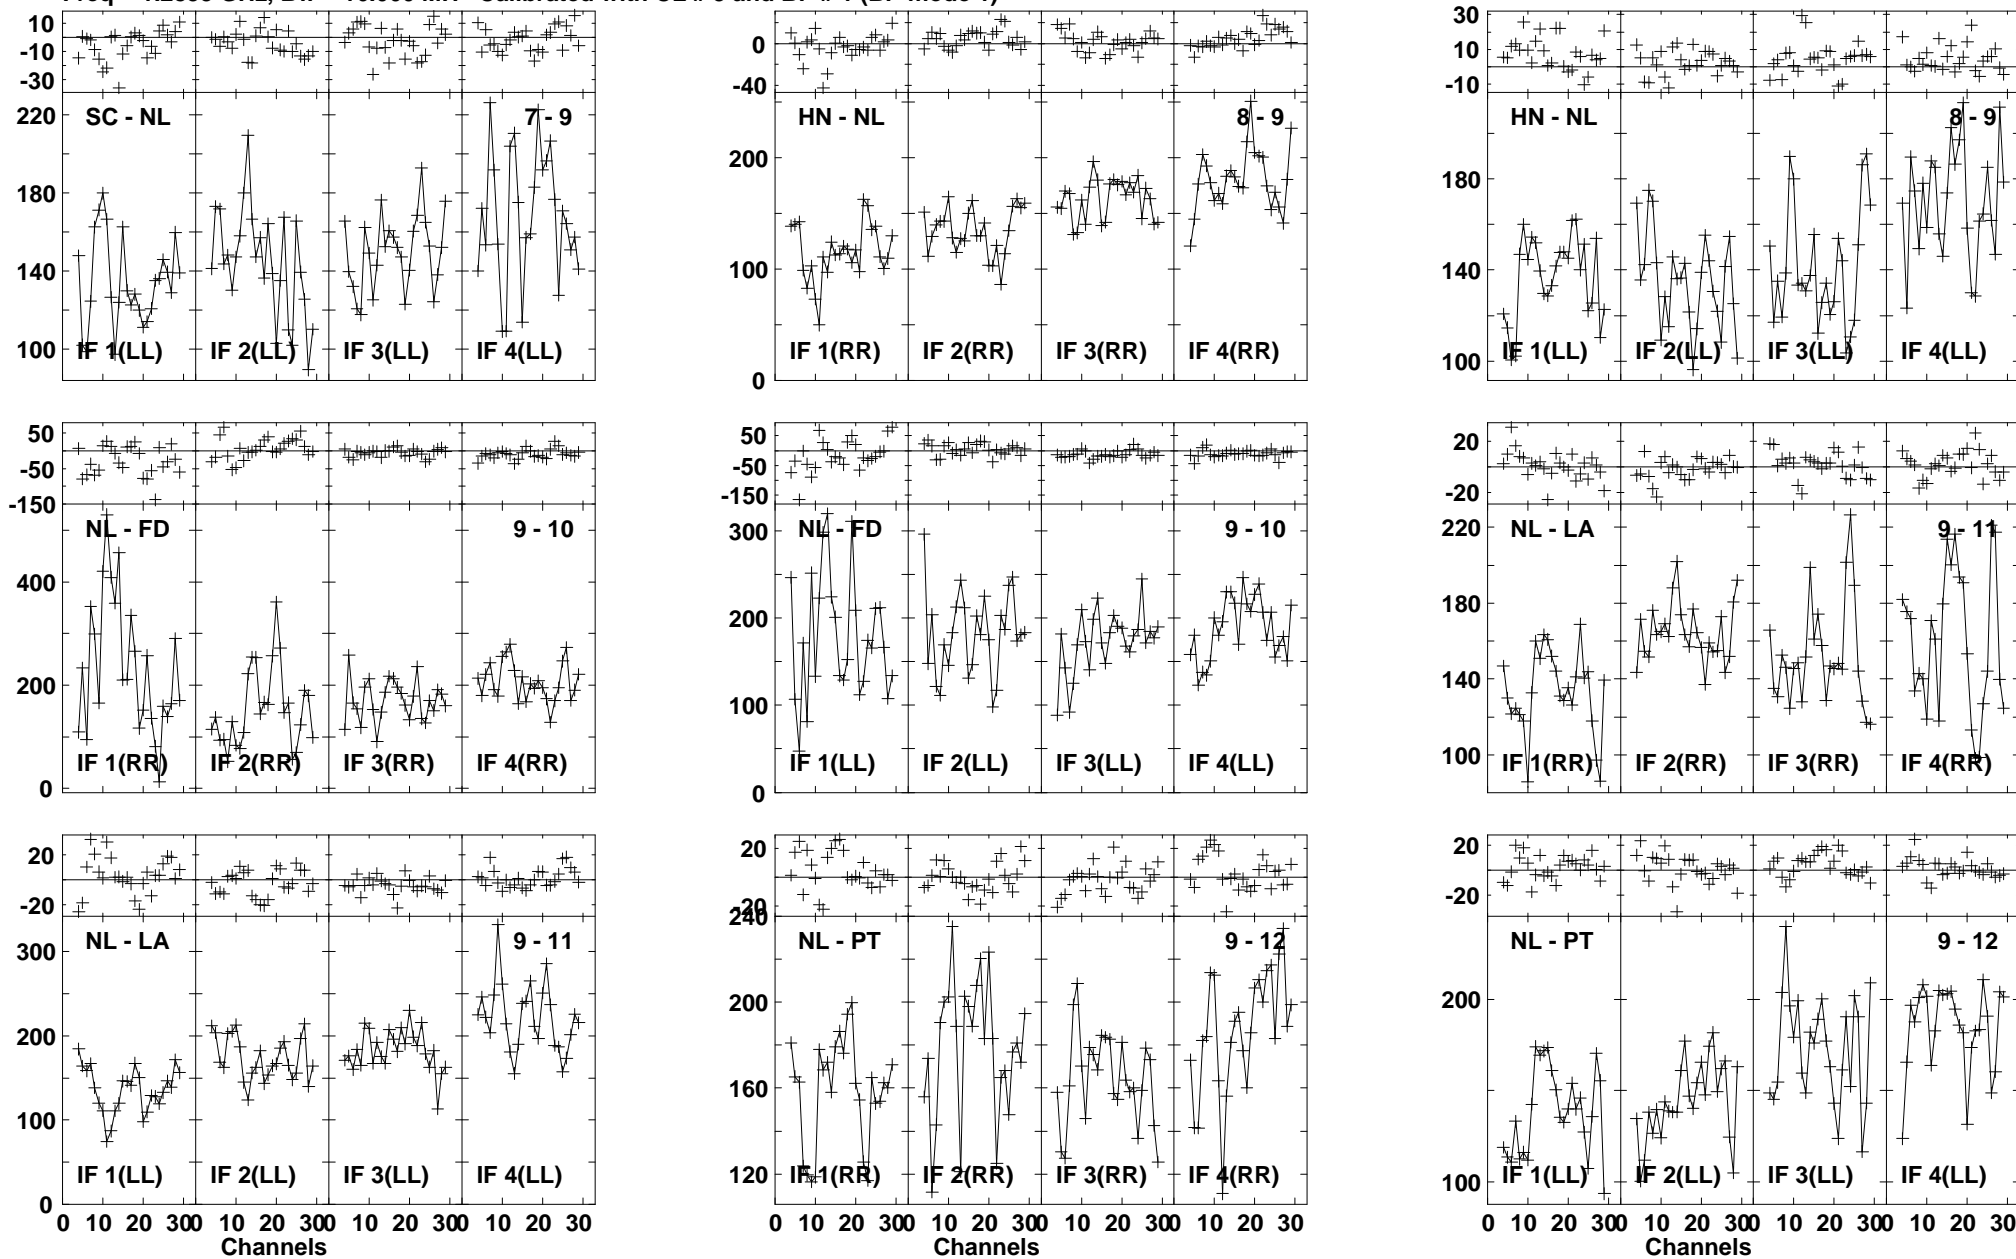 10
-10
-30
220
180
140
100
SC - NL
7 - 9
IF 1(LL)
IF 2(LL)
IF 3(LL)
IF 4(LL)
0
-40
200
100
0
HN - NL
8 - 9
IF 1(RR)
IF 2(RR)
IF 3(RR)
IF 4(RR)
30
10
-10
180
140
100
HN - NL
8 - 9
IF 1(LL)
IF 2(LL)
IF 3(LL)
IF 4(LL)
50
-50
-150
400
200
0
NL - FD
9 - 10
IF 1(RR)
IF 2(RR)
IF 3(RR)
IF 4(RR)
50
-50
-150
300
200
100
0
NL - FD
9 - 10
IF 1(LL)
IF 2(LL)
IF 3(LL)
IF 4(LL)
20
-20
220
180
140
100
NL - LA
9 - 11
IF 1(RR)
IF 2(RR)
IF 3(RR)
IF 4(RR)
20
-20
300
200
100
0
NL - LA
9 - 11
IF 1(LL)
IF 2(LL)
IF 3(LL)
IF 4(LL)
0 10 20 30 0 10 20 30 0 10 20 30 0 10 20 30
Channels
20
-20
240
200
160
120
NL - PT
9 - 12
IF 1(RR)
IF 2(RR)
IF 3(RR)
IF 4(RR)
0 10 20 30 0 10 20 30 0 10 20 30 0 10 20 30
Channels
20
-20
200
100
NL - PT
9 - 12
IF 1(LL)
IF 2(LL)
IF 3(LL)
IF 4(LL)
0 10 20 30 0 10 20 30 0 10 20 30 0 10 20 30
Channels